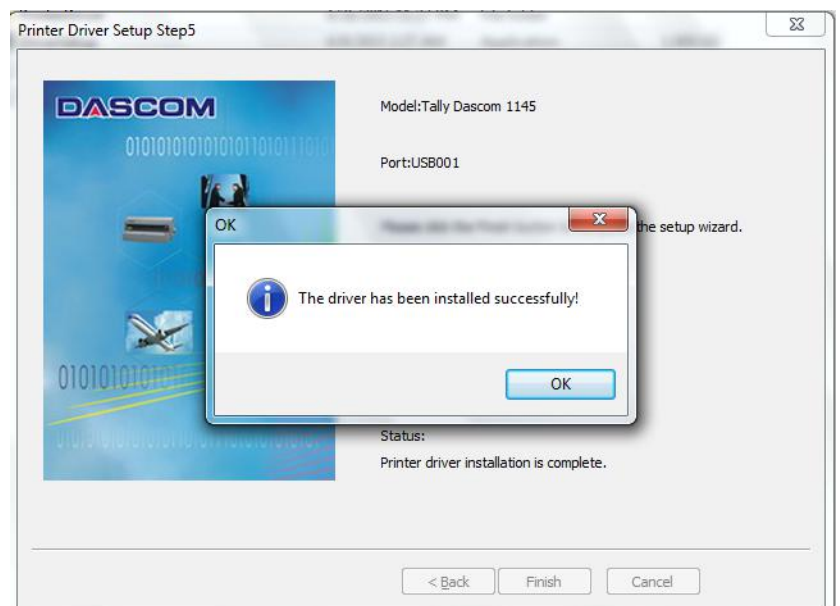 Printer Driver Setup Step5
DASCOM
Model:Tally Dascom 1145
Port:USB001
the setup wizard.
OK
The driver has been installed successfully!
OK
Status:
Printer driver installation is complete.
< Back
Finish
Cancel